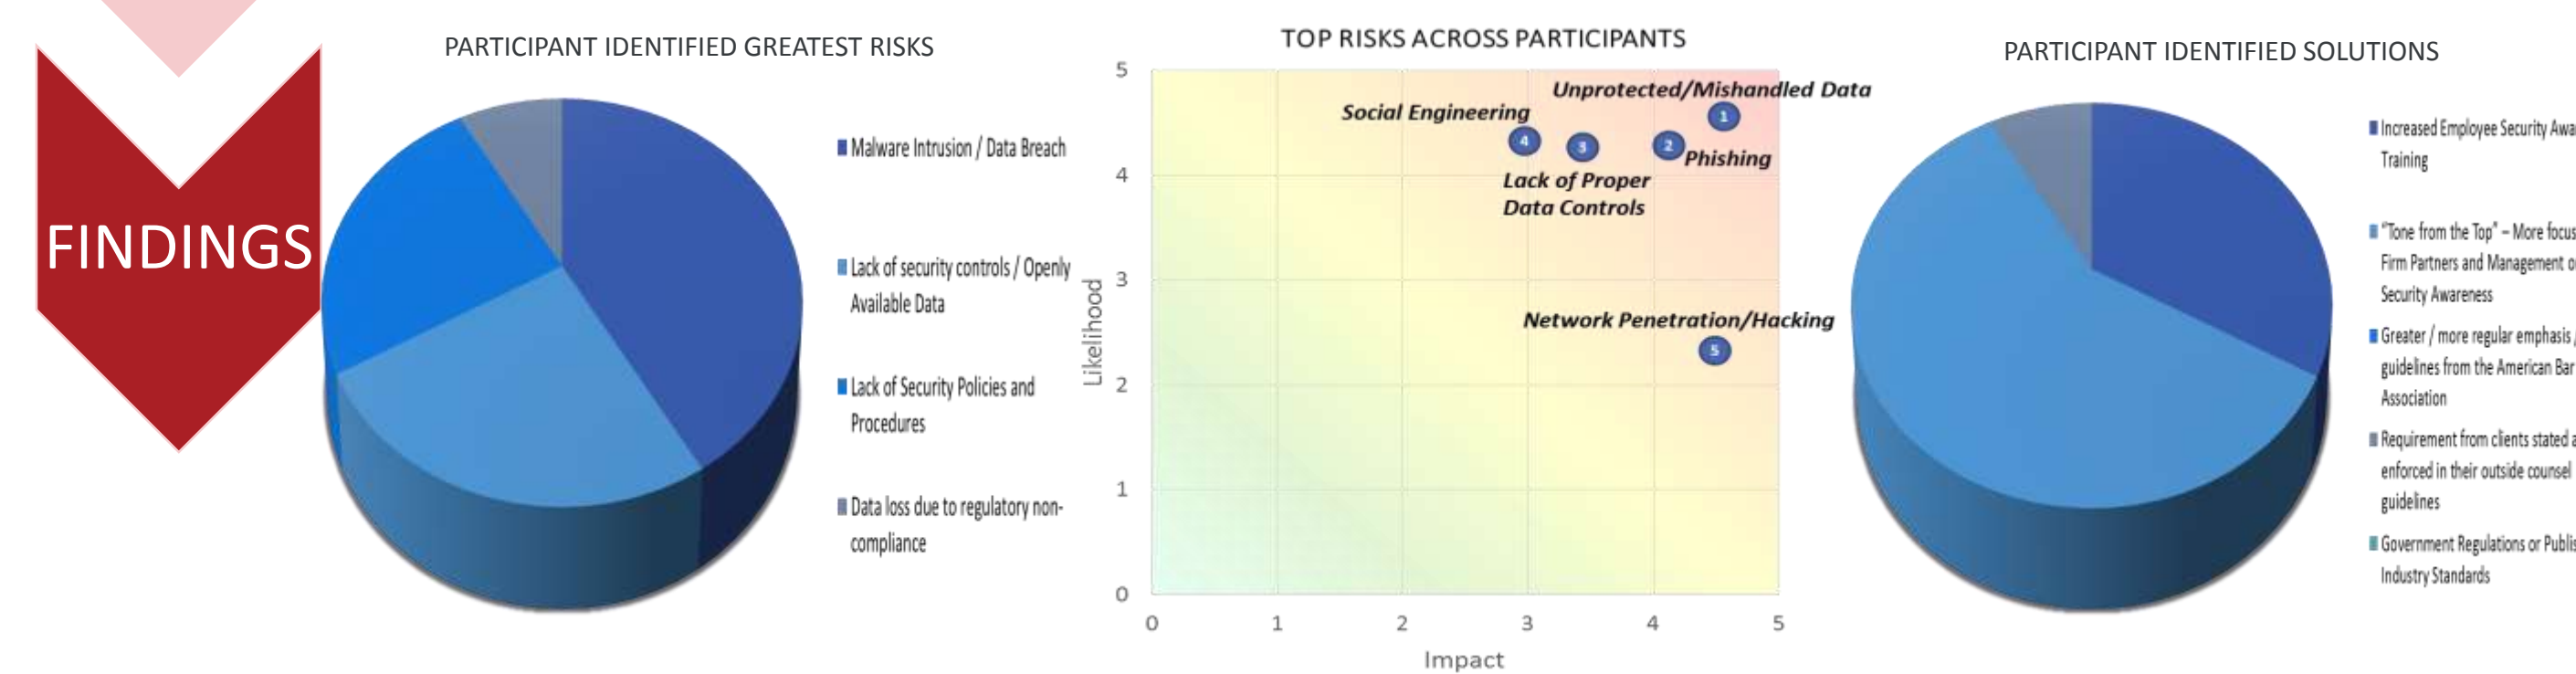 FINDINGS
PARTICIPANT IDENTIFIED GREATEST RISKS
Malware Intrusion / Data Breach
Lack of security controls / Openly
Available Data
Lack of Security Policies and
Procedures
Data loss due to regulatory non-
compliance
TOP RISKS ACROSS PARTICIPANTS
Likelihood
5
4
3
2
1
0
Unprotected/Mishandled Data
1
Social Engineering
4
3
2
Phishing
Lack of Proper
Data Controls
Network Penetration/Hacking
5
0 1 2 3 4 5
Impact
PARTICIPANT IDENTIFIED SOLUTIONS
Increased Employee Security
Training
"Tone from the Top" – More focus
Firm Partners and Management
Security Awareness
Greater / more regular emphasis /
guidelines from the American Bar
Association
Requirement from clients stated
enforced in their outside counsel
guidelines
Government Regulations or
Industry Standards